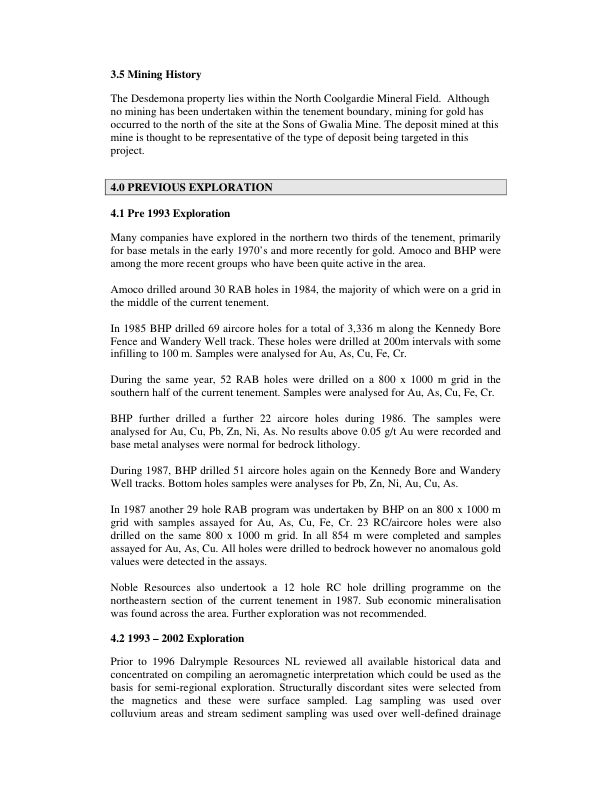 3.5 Mining History
The Desdemona property lies within the North Coolgardie Mineral Field.  Although
no mining has been undertaken within the tenement boundary, mining for gold has
occurred to the north of the site at the Sons of Gwalia Mine. The deposit mined at this
mine is thought to be representative of the type of deposit being targeted in this
project.
4.0 PREVIOUS EXPLORATION
4.1 Pre 1993 Exploration
Many companies have explored in the northern two thirds of the tenement, primarily
for base metals in the early 1970's and more recently for gold. Amoco and BHP were
among the more recent groups who have been quite active in the area.
Amoco drilled around 30 RAB holes in 1984, the majority of which were on a grid in
the middle of the current tenement.
In 1985 BHP drilled 69 aircore holes for a total of 3,336 m along the Kennedy Bore
Fence and Wandery Well track. These holes were drilled at 200m intervals with some
infilling to 100 m. Samples were analysed for Au, As, Cu, Fe, Cr.
During the same year, 52 RAB holes were drilled on a 800 x 1000 m grid in the
southern half of the current tenement. Samples were analysed for Au, As, Cu, Fe, Cr.
BHP further drilled a further 22 aircore holes during 1986. The samples were
analysed for Au, Cu, Pb, Zn, Ni, As. No results above 0.05 g/t Au were recorded and
base metal analyses were normal for bedrock lithology.
During 1987, BHP drilled 51 aircore holes again on the Kennedy Bore and Wandery
Well tracks. Bottom holes samples were analyses for Pb, Zn, Ni, Au, Cu, As.
In 1987 another 29 hole RAB program was undertaken by BHP on an 800 x 1000 m
grid with samples assayed for Au, As, Cu, Fe, Cr. 23 RC/aircore holes were also
drilled on the same 800 x 1000 m grid. In all 854 m were completed and samples
assayed for Au, As, Cu. All holes were drilled to bedrock however no anomalous gold
values were detected in the assays.
Noble Resources also undertook a 12 hole RC hole drilling programme on the
northeastern section of the current tenement in 1987. Sub economic mineralisation
was found across the area. Further exploration was not recommended.
4.2 1993 – 2002 Exploration
Prior to 1996 Dalrymple Resources NL reviewed all available historical data and
concentrated on compiling an aeromagnetic interpretation which could be used as the
basis for semi-regional exploration. Structurally discordant sites were selected from
the magnetics and these were surface sampled. Lag sampling was used over
colluvium areas and stream sediment sampling was used over well-defined drainage